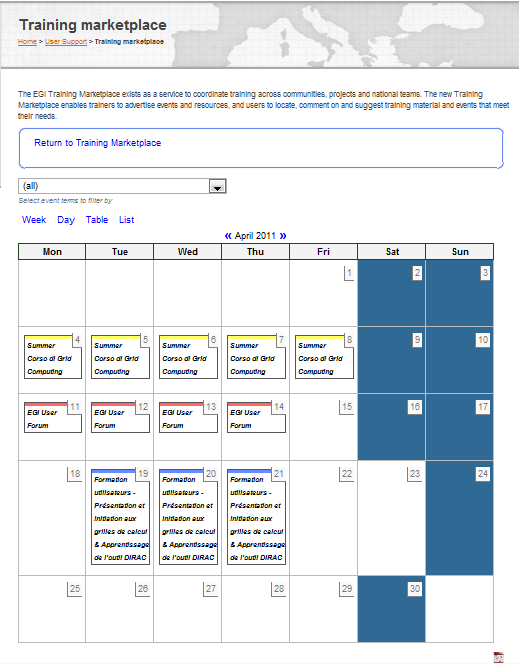 Training marketplace
Home > User Support > Training marketplace
The EGI Training Marketplace exists as a service to coordinate training across communities, projects and national teams. The new Training
Marketplace enables trainers to advertise events and resources, and users to locate, comment on and suggest training material and events that meet
their needs.
Return to Training Marketplace
(all)
Select event terms to filter by
Week Day Table List
« April 2011 »
Mon Tue Wed Thu Fri Sat Sun
1 2 3
4 5 6 7 8 9 10
Summer Summer Summer Summer Summer
Corso di Grid Corso di Grid Corso di Grid Corso di Grid Corso di Grid
Computing Computing Computing Computing Computing
11 12 13 14 15 16 17
EGI User EGI User EGI User EGI User
Forum Forum Forum Forum
18 19 20 21 22 23 24
Formation Formation Formation
utilisateurs - utilisateurs - utilisateurs -
Présentation et Présentation et Présentation et
initiation aux initiation aux initiation aux
grilles de calcul grilles de calcul grilles de calcul
& Apprentissage & Apprentissage & Apprentissage
de l'outil DIRAC de l'outil DIRAC de l'outil DIRAC
25 26 27 28 29 30